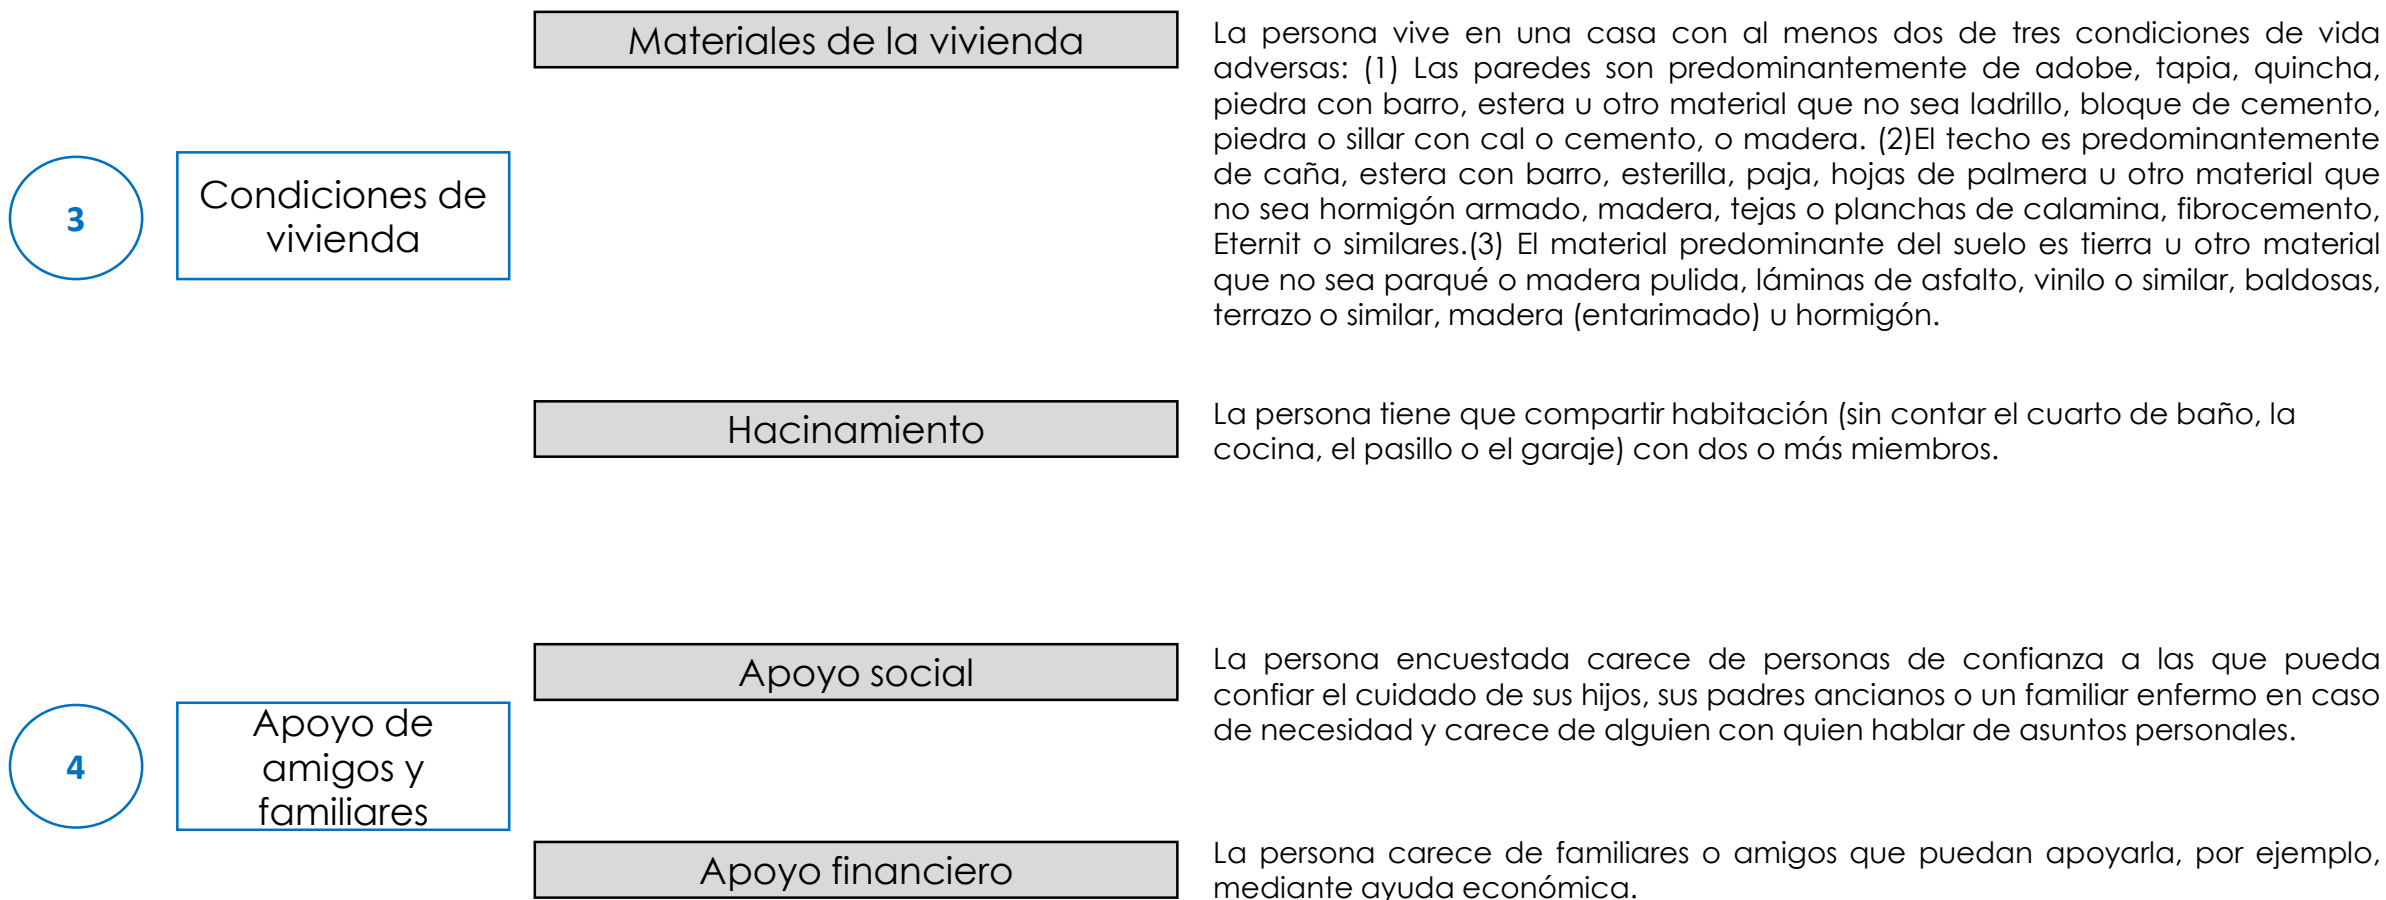 Materiales de la vivienda
La persona vive en una casa con al menos dos de tres condiciones de vida
adversas: (1) Las paredes son predominantemente de adobe, tapia, quincha,
piedra con barro, estera u otro material que no sea ladrillo, bloque de cemento,
piedra o sillar con cal o cemento, o madera. (2)El techo es predominantemente
de caña, estera con barro, esterilla, paja, hojas de palmera u otro material que
no sea hormigón armado, madera, tejas o planchas de calamina, fibrocemento,
Eternit o similares.(3) El material predominante del suelo es tierra u otro material
que no sea parqué o madera pulida, láminas de asfalto, vinilo o similar, baldosas,
terrazo o similar, madera (entarimado) u hormigón.
3
Condiciones de
vivienda
Hacinamiento
La persona tiene que compartir habitación (sin contar el cuarto de baño, la
cocina, el pasillo o el garaje) con dos o más miembros.
Apoyo social
La persona encuestada carece de personas de confianza a las que pueda
confiar el cuidado de sus hijos, sus padres ancianos o un familiar enfermo en caso
de necesidad y carece de alguien con quien hablar de asuntos personales.
4
Apoyo de
amigos y
familiares
Apoyo financiero
La persona carece de familiares o amigos que puedan apoyarla, por ejemplo,
mediante ayuda económica.